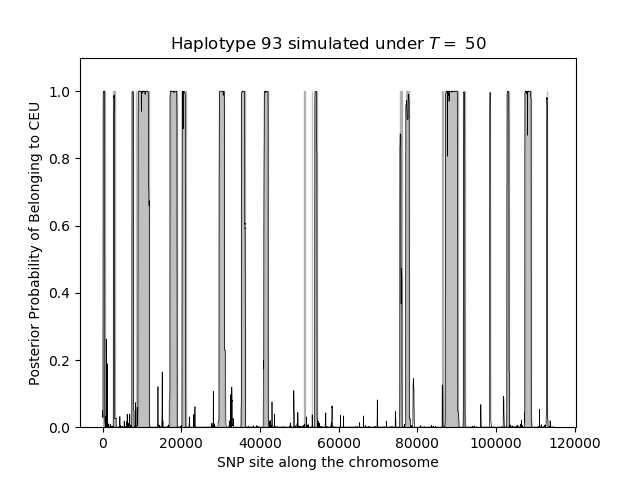 Haplotype 93 simulated under T = 50
Posterior Probability of Belonging to CEU
1.0
0.8
0.6
0.4
0.2
0.0
0 20000 40000 60000 80000 100000 120000
SNP site along the chromosome